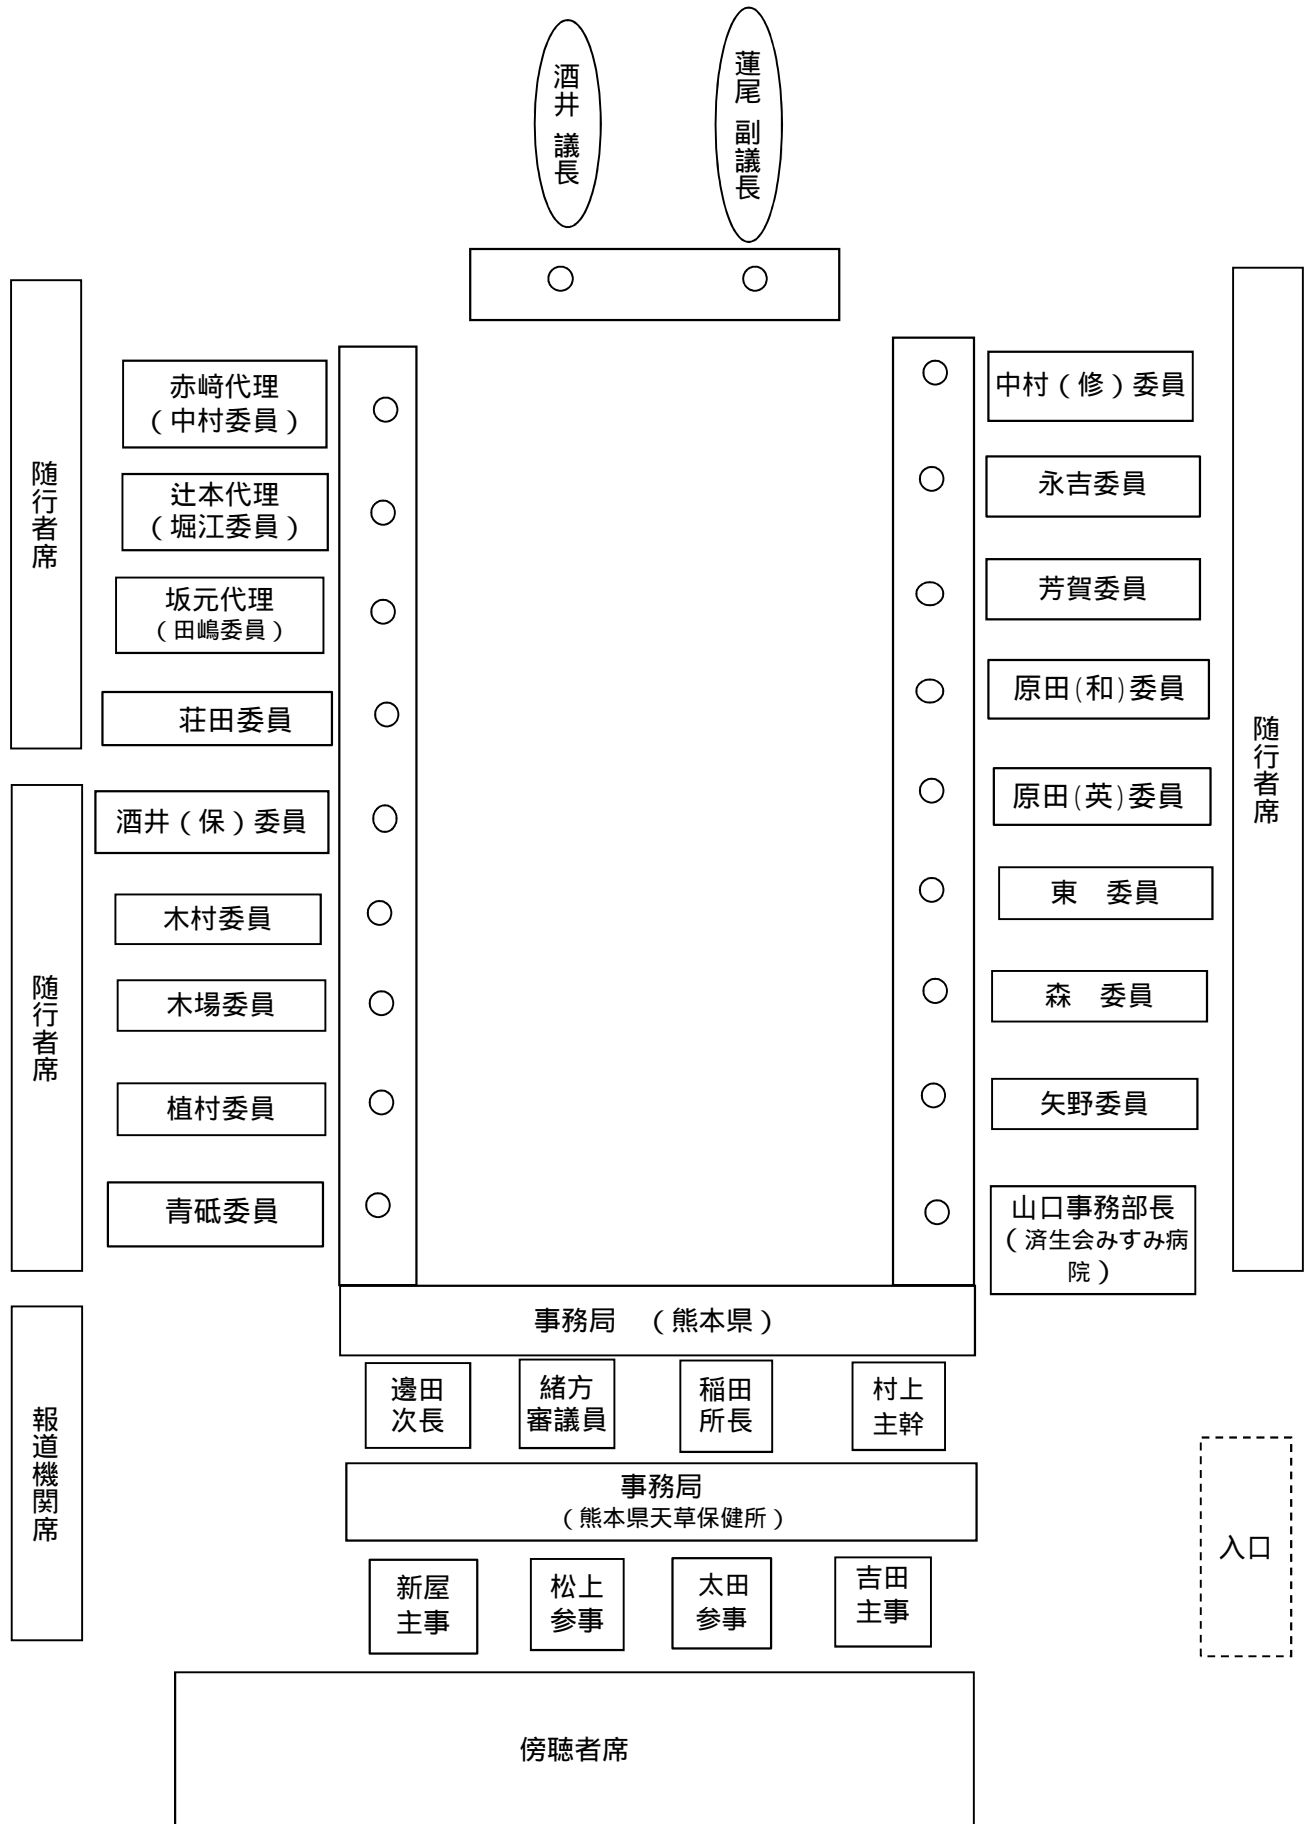 酒井 議長
蓮尾 副議長
随行者席
赤﨑代理
（中村委員）
辻本代理
（堀江委員）
坂元代理
（田嶋委員）
荘田委員
随行者席
酒井（保）委員
木村委員
木場委員
植村委員
青砥委員
中村（修）委員
永吉委員
芳賀委員
原田(和)委員
原田(英)委員
東　委員
森　委員
矢野委員
山口事務部長
（済生会みすみ病
院）
随行者席
事務局　（熊本県）
邊田
次長
緒方
審議員
稲田
所長
村上
主幹
報道機関席
事務局
（熊本県天草保健所）
新屋
主事
松上
参事
太田
参事
吉田
主事
入口
傍聴者席